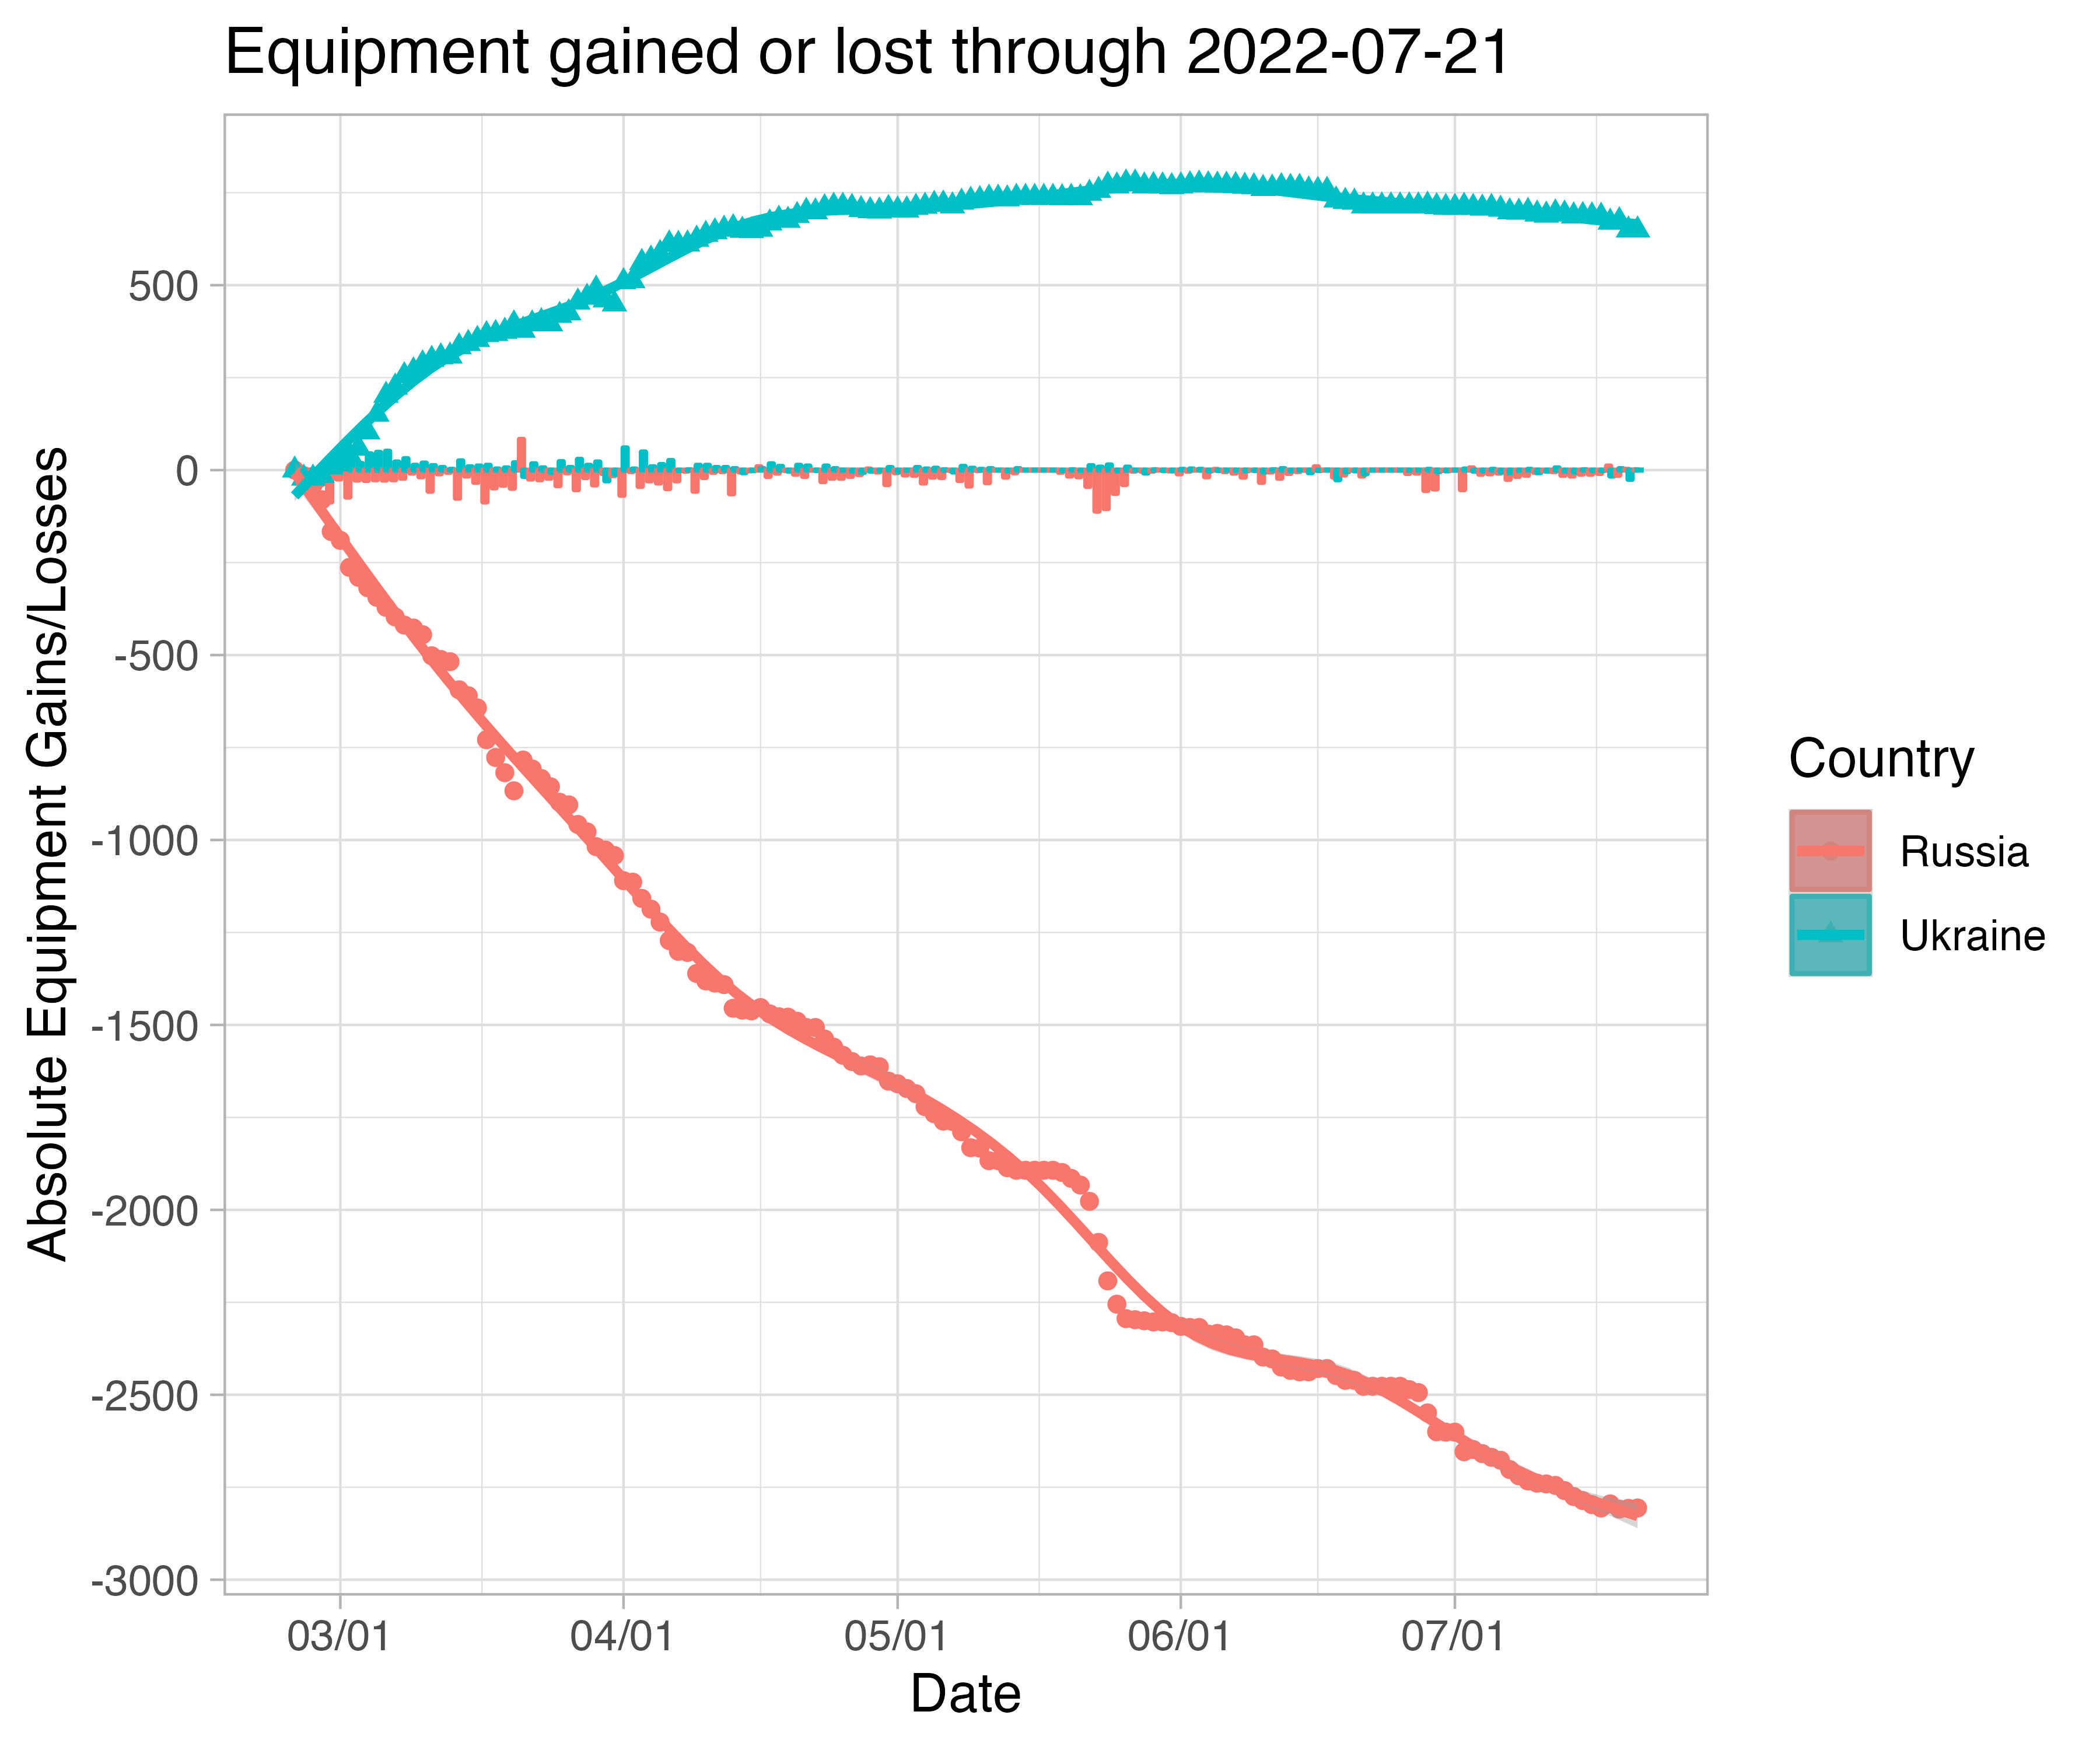 Equipment gained or lost through 2022-07-21
Absolute Equipment Gains/Losses
500
0
-500
-1000
-1500
-2000
-2500
-3000
03/01
04/01
05/01
06/01
07/01
Date
Country
Russia
Ukraine